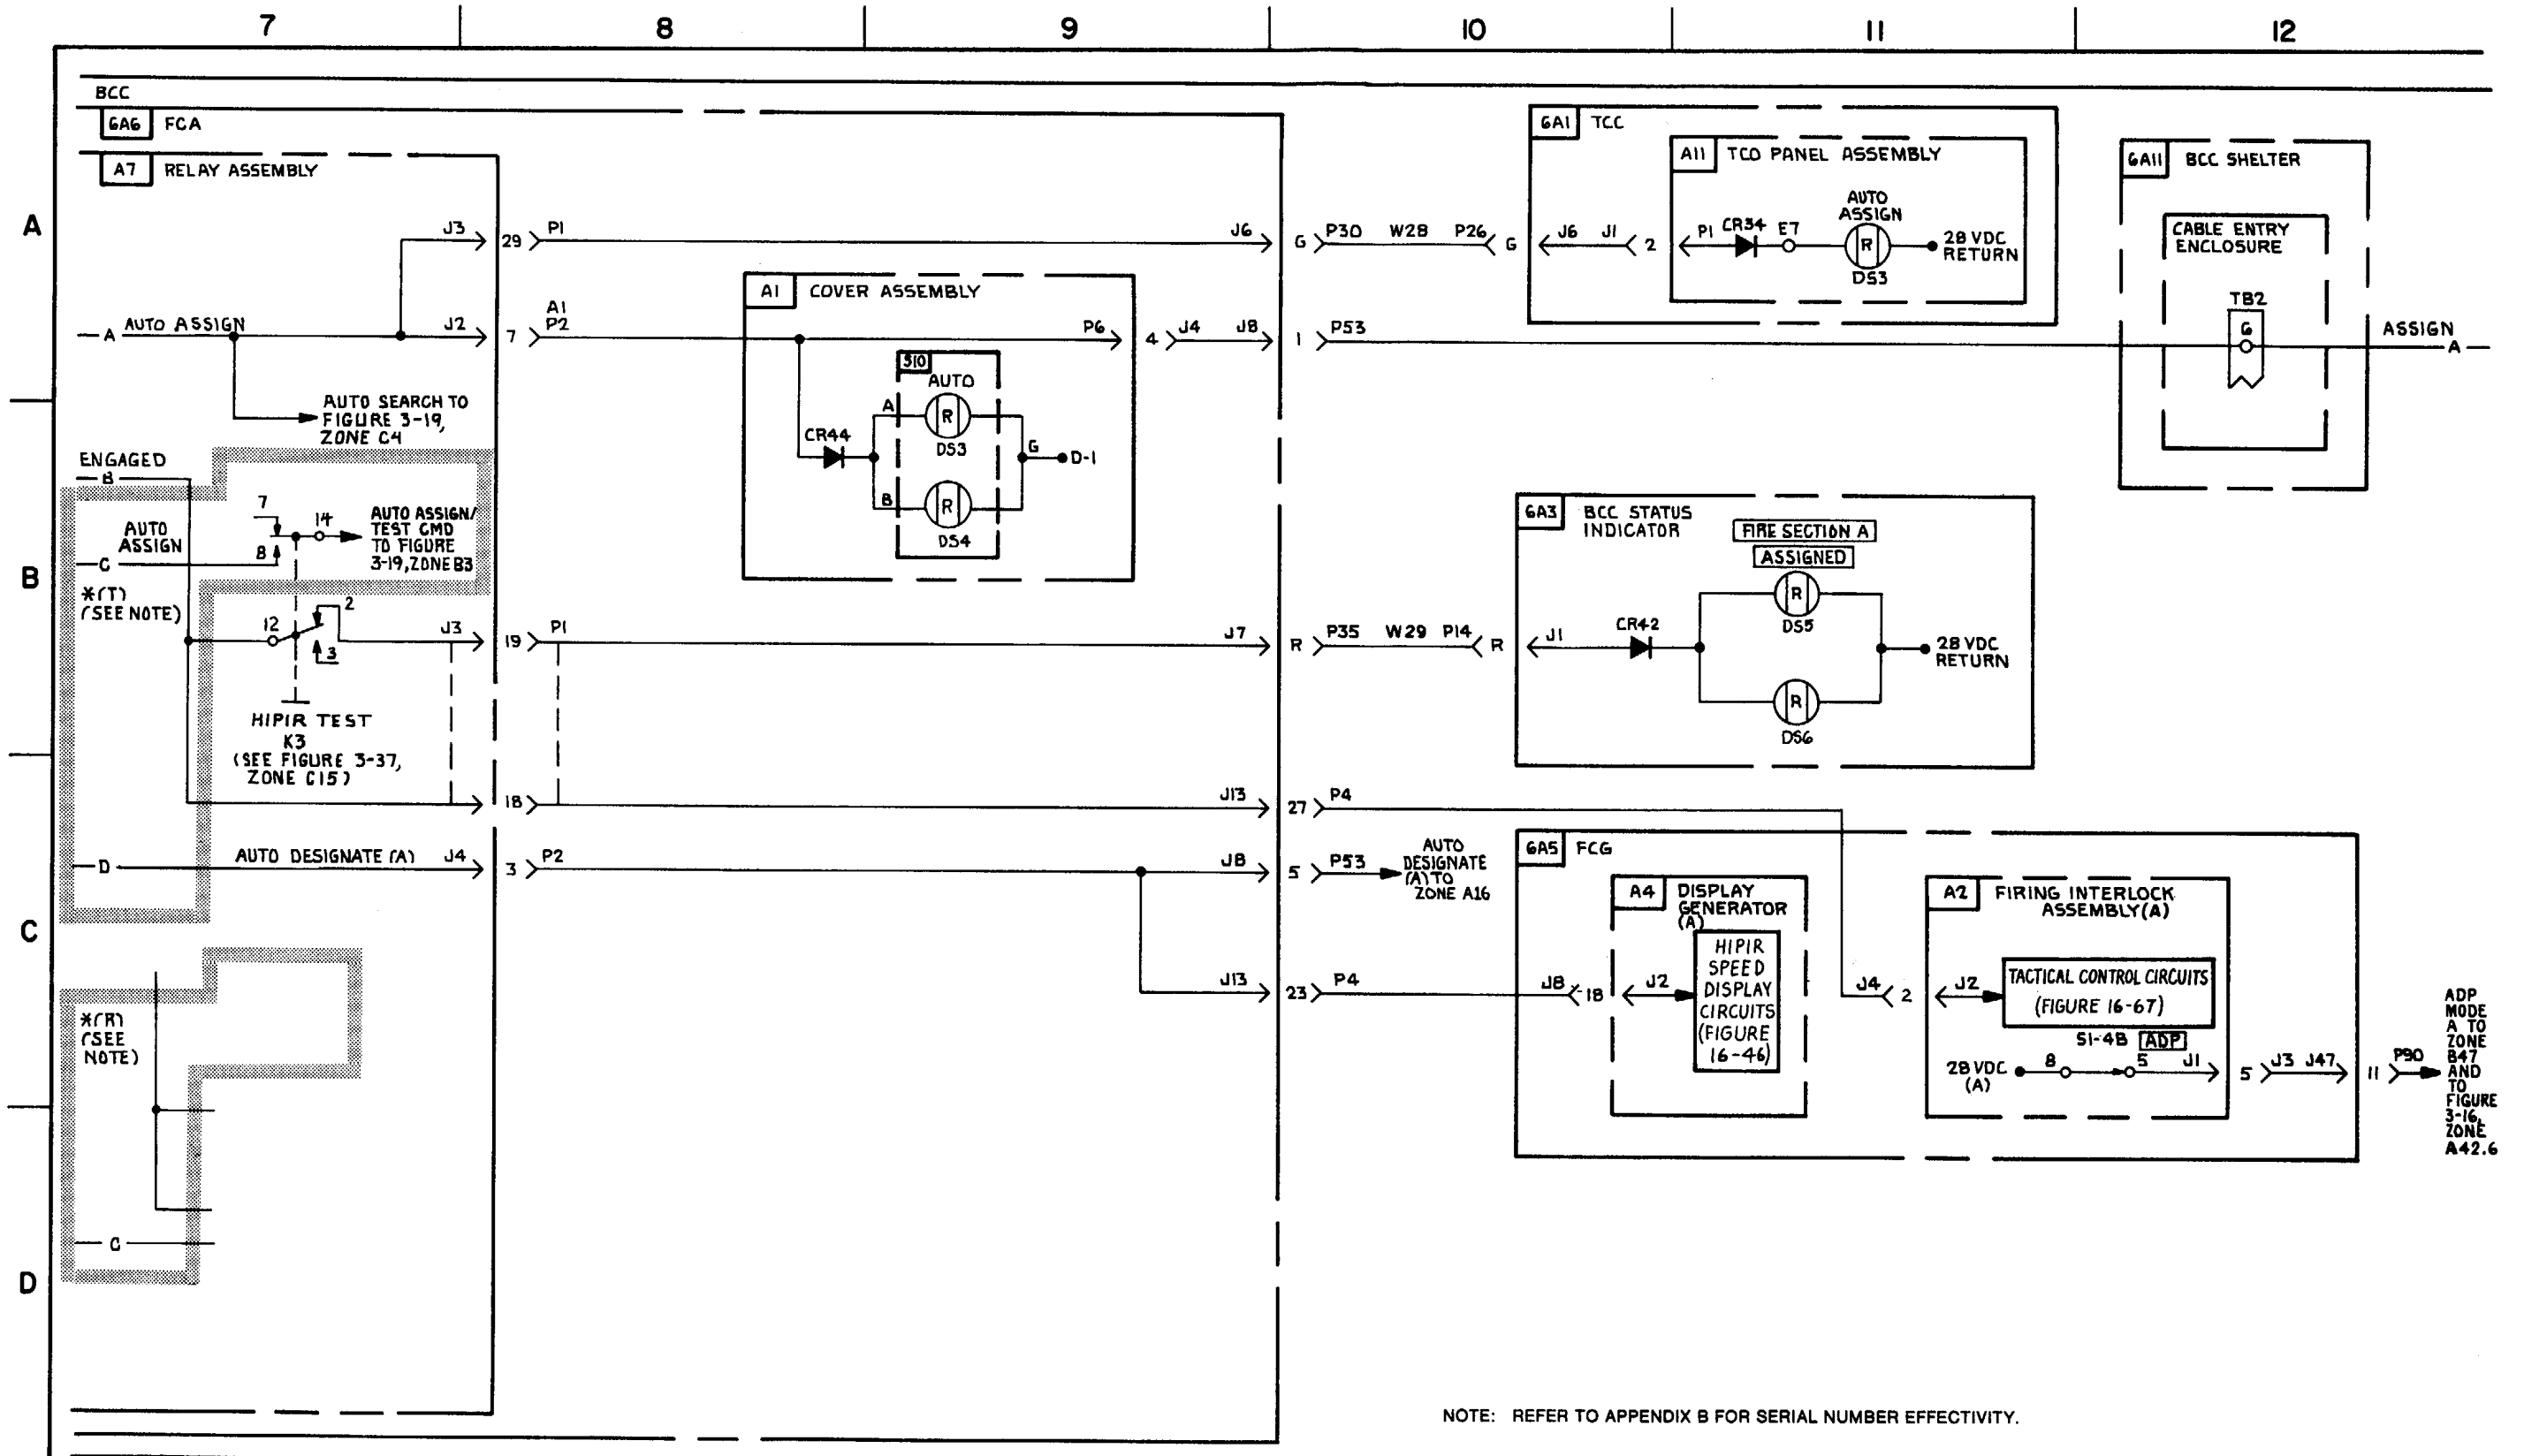 7 8 9 10 11 12
BCC
6A6 FCA
A7 RELAY ASSEMBLY
A
J3 29 P1 J6 G P30 W28 P26 G J6 J1 2 P1 CR34 E7
6A1 TCC
A11 TCO PANEL ASSEMBLY
AUTO
ASSIGN
R
DS3
28 VDC
RETURN
6A11 BCC SHELTER
CABLE ENTRY
ENCLOSURE
TB2
6
ASSIGN
A
A AUTO ASSIGN J2 7 A1
P2
A1 COVER ASSEMBLY
P6 4 J4 J8 1 P53
S10
AUTO
A R
DS3
CR44
G D-1
B R
DS4
AUTO SEARCH TO
FIGURE 3-19,
ZONE C4
B
ENGAGED
B
7
14
AUTO
ASSIGN
8
C
AUTO ASSIGN/
TEST CMD
TO FIGURE
3-19, ZONE B3
*(T)
(SEE NOTE)
12 2
3
J3 19 P1 J7 R P35 W29 P14 R J1 CR42
HIPIR TEST
K3
(SEE FIGURE 3-37,
ZONE C15)
6A3 BCC STATUS
INDICATOR
FIRE SECTION A
ASSIGNED
R
DS5
28 VDC
RETURN
R
DS6
18 J13 27 P4
C
D AUTO DESIGNATE (A) J4 3 P2 J8 5 P53
AUTO
DESIGNATE
(A) TO
ZONE A16
J13 23 P4 J8 18 J2
6A5 FCG
A4 DISPLAY
GENERATOR
(A)
HIPIR
SPEED
DISPLAY
CIRCUITS
(FIGURE
16-46)
A2 FIRING INTERLOCK
ASSEMBLY (A)
J4 2 J2
TACTICAL CONTROL CIRCUITS
(FIGURE 16-67)
S1-4B ADP
28 VDC
(A)
8 5 J1 5 J3 J47 11 P90
ADP
MODE
A TO
ZONE
B47
AND
TO
FIGURE
3-16,
ZONE
A42.6
*(R)
(SEE
NOTE)
C
D
NOTE: REFER TO APPENDIX B FOR SERIAL NUMBER EFFECTIVITY.